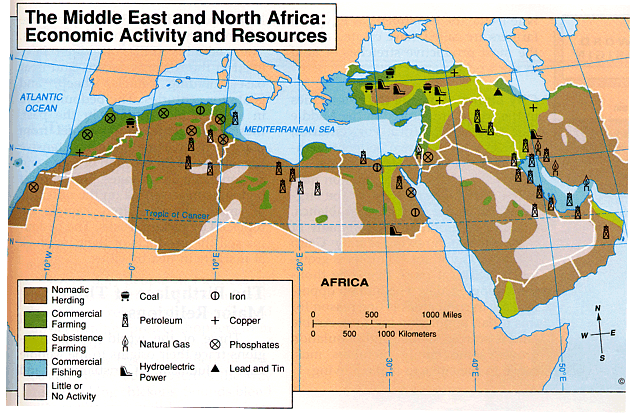 The Middle East and North Africa:
Economic Activity and Resources
ATLANTIC
OCEAN
MEDITERRANEAN SEA
Tropic of Cancer
10°W
0°
10°E
20°E
AFRICA
30°E
40°E
50°E
0 500 1000 Miles
0 500 1000 Kilometers
N
W E
S
Nomadic
Herding
Commercial
Farming
Subsistence
Farming
Commercial
Fishing
Little or
No Activity
Coal
Petroleum
Natural Gas
Hydroelectric
Power
Iron
Copper
Phosphates
Lead and Tin
©